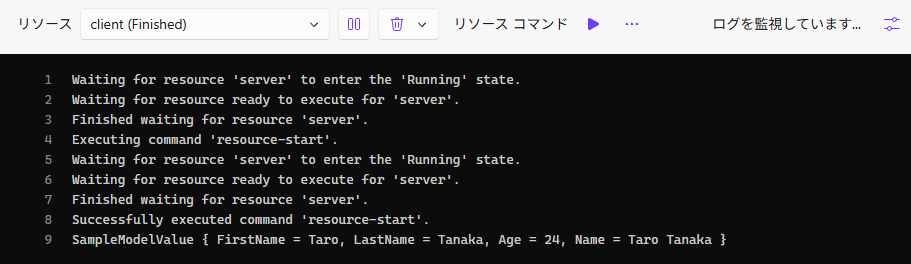 リソース client (Finished) リソース コマンド ログを監視しています...
1 Waiting for resource 'server' to enter the 'Running' state.
2 Waiting for resource ready to execute for 'server'.
3 Finished waiting for resource 'server'.
4 Executing command 'resource-start'.
5 Waiting for resource 'server' to enter the 'Running' state.
6 Waiting for resource ready to execute for 'server'.
7 Finished waiting for resource 'server'.
8 Successfully executed command 'resource-start'.
9 SampleModelValue { FirstName = Taro, LastName = Tanaka, Age = 24, Name = Taro Tanaka }